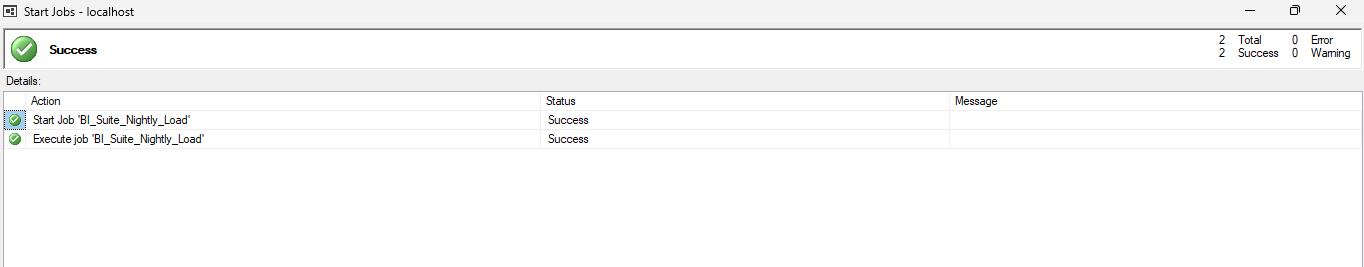 Start Jobs - localhost
Success
2 Total 0 Error
2 Success 0 Warning
Details:
Action Status Message
Start Job 'BI_Suite_Nightly_Load' Success
Execute job 'BI_Suite_Nightly_Load' Success